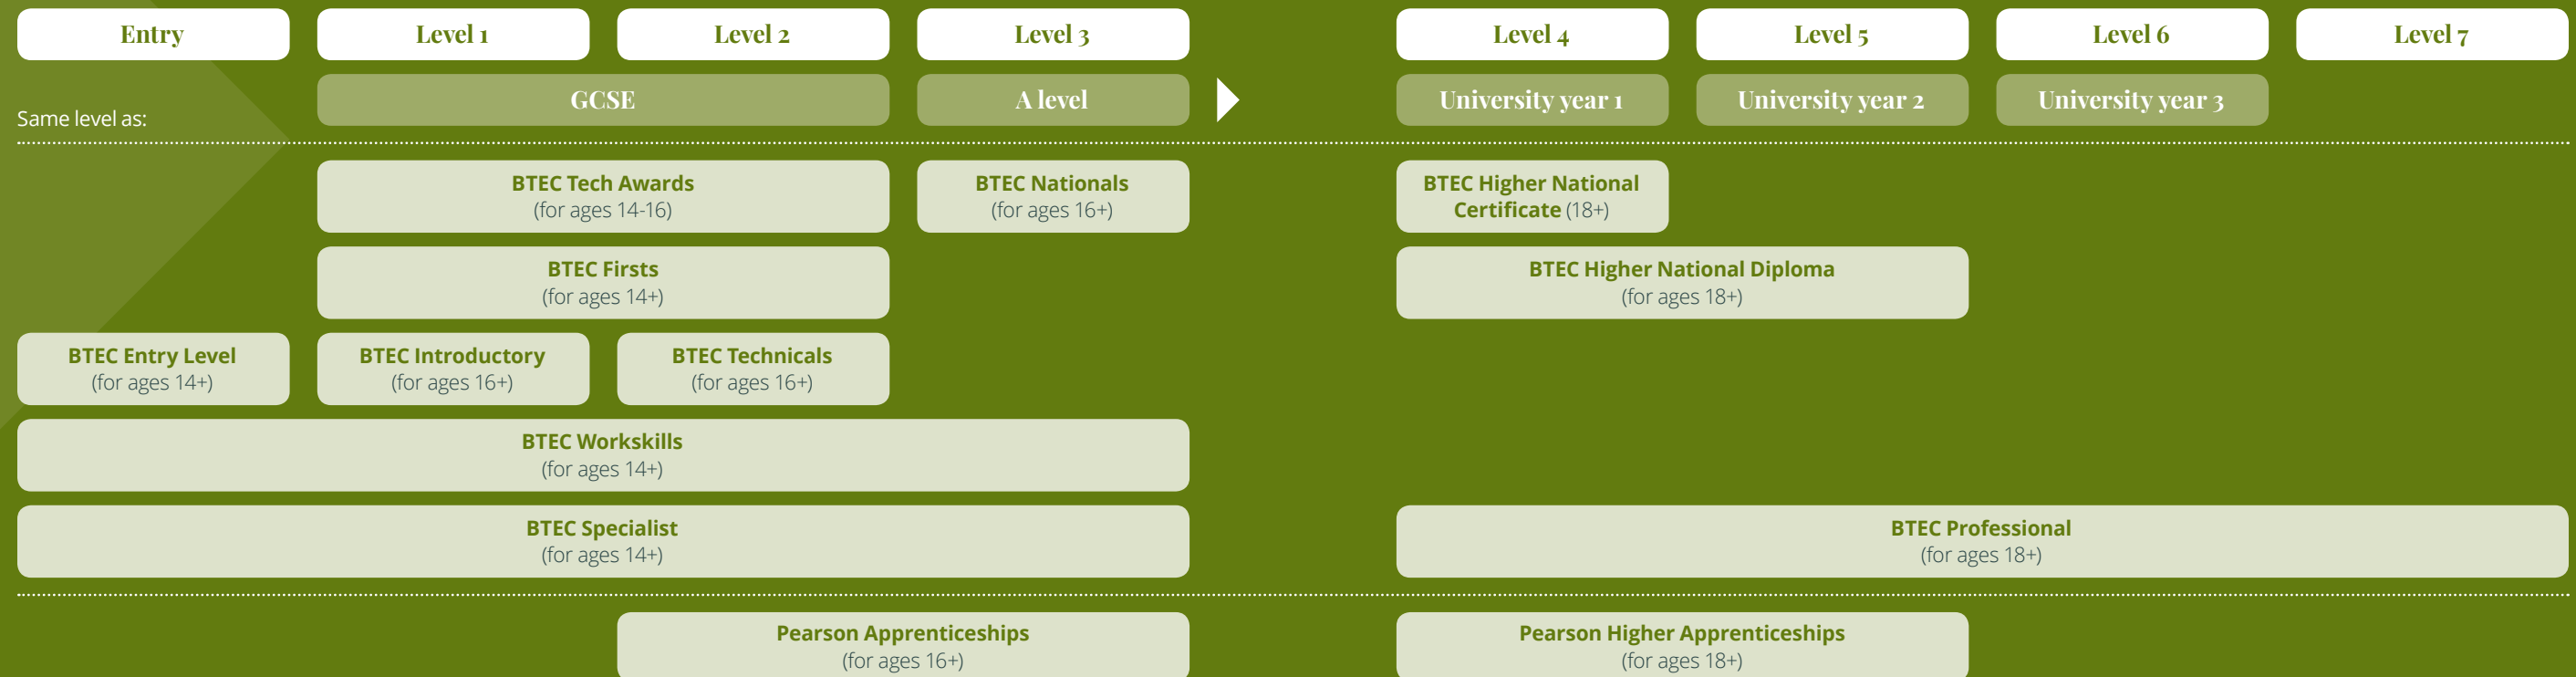 Entry
Level 1
Level 2
Level 3
Level 4
Level 5
Level 6
Level 7
Same level as:
GCSE
A level
University year 1
University year 2
University year 3
BTEC Tech Awards
(for ages 14-16)
BTEC Nationals
(for ages 16+)
BTEC Higher National
Certificate (18+)
BTEC Firsts
(for ages 14+)
BTEC Higher National Diploma
(for ages 18+)
BTEC Entry Level
(for ages 14+)
BTEC Introductory
(for ages 16+)
BTEC Technicals
(for ages 16+)
BTEC Workskills
(for ages 14+)
BTEC Specialist
(for ages 14+)
BTEC Professional
(for ages 18+)
Pearson Apprenticeships
(for ages 16+)
Pearson Higher Apprenticeships
(for ages 18+)